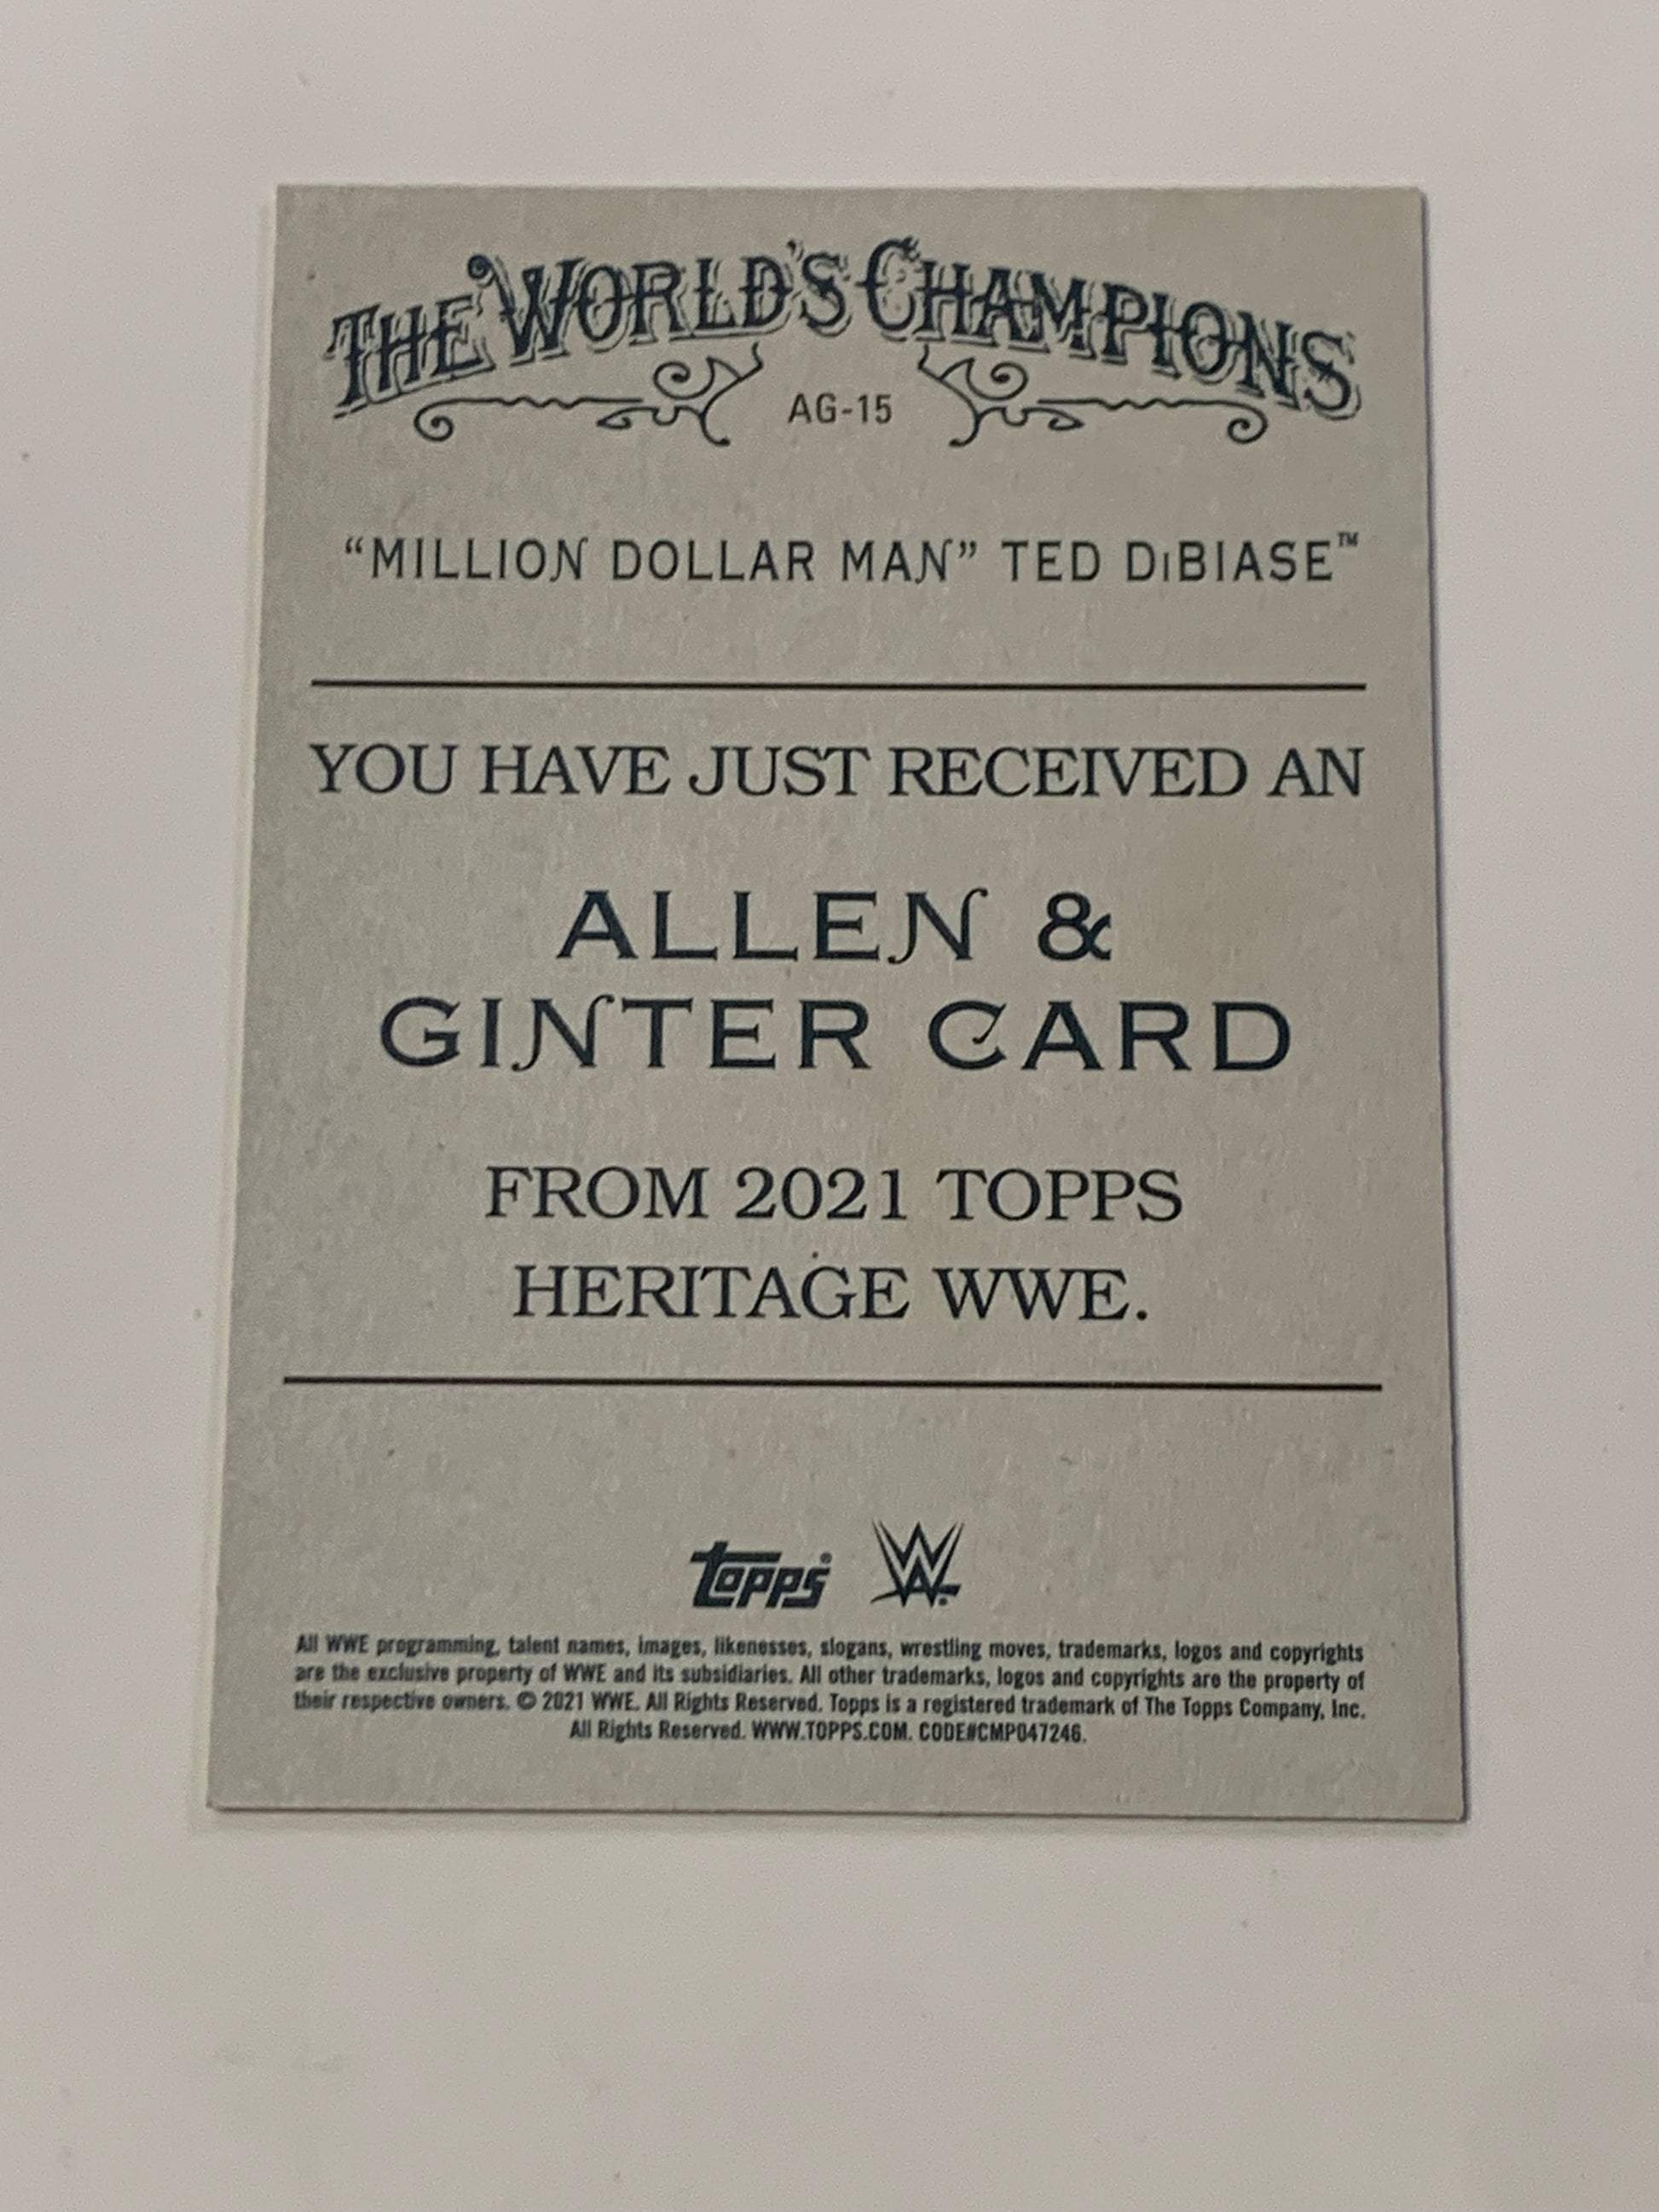 THE WORLD'S CHAMPIONS
AG-15
“MILLION DOLLAR MAN” TED DiBIASE™
YOU HAVE JUST RECEIVED AN
ALLEN &
GINTER CARD
FROM 2021 TOPPS
HERITAGE WWE.
topps® W
All WWE programming, talent names, images, likenesses, slogans, wrestling moves, trademarks, logos and copyrights
are the exclusive property of WWE and its subsidiaries. All other trademarks, logos and copyrights are the property of
their respective owners. © 2021 WWE. All Rights Reserved. Topps is a registered trademark of The Topps Company, Inc.
All Rights Reserved. WWW.TOPPS.COM. CODE#CMP047246.